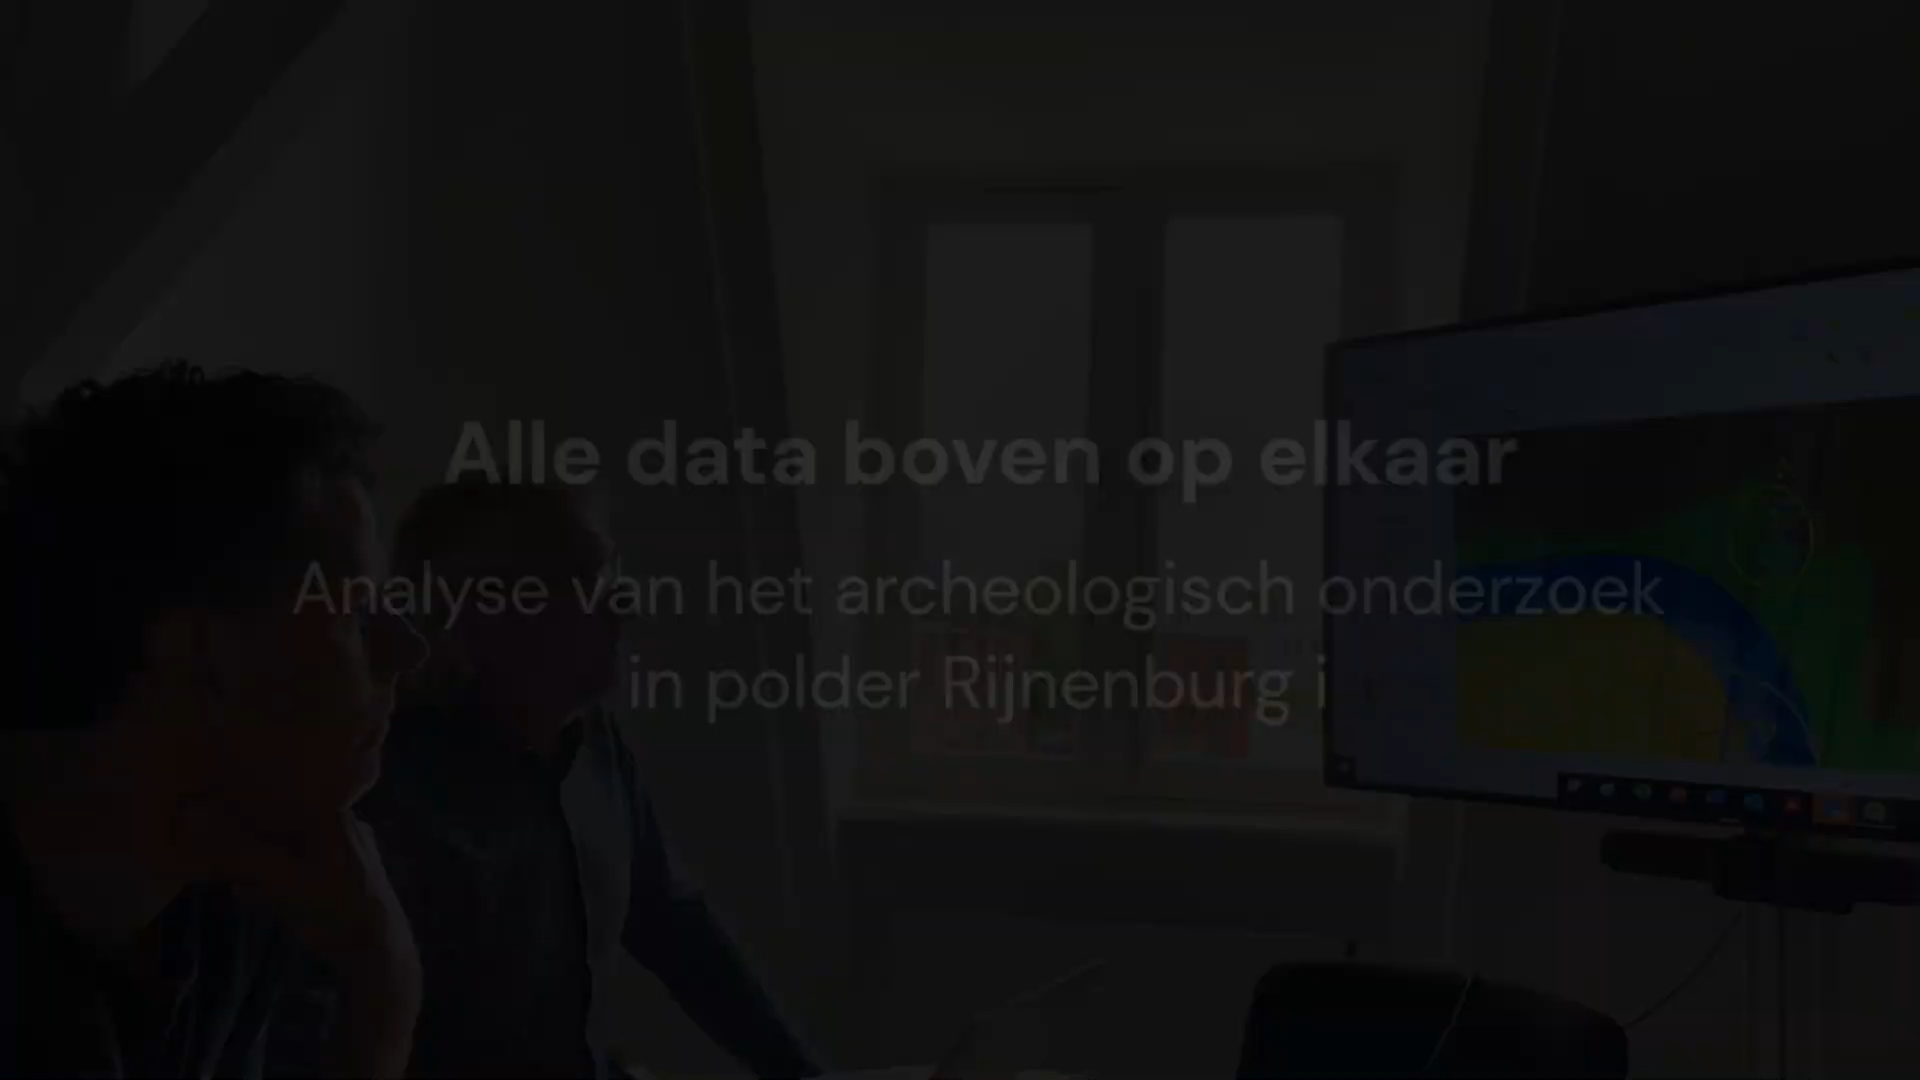 Alle data boven op elkaar
Analyse van het archeologisch onderzoek
in polder Rijnenburg i